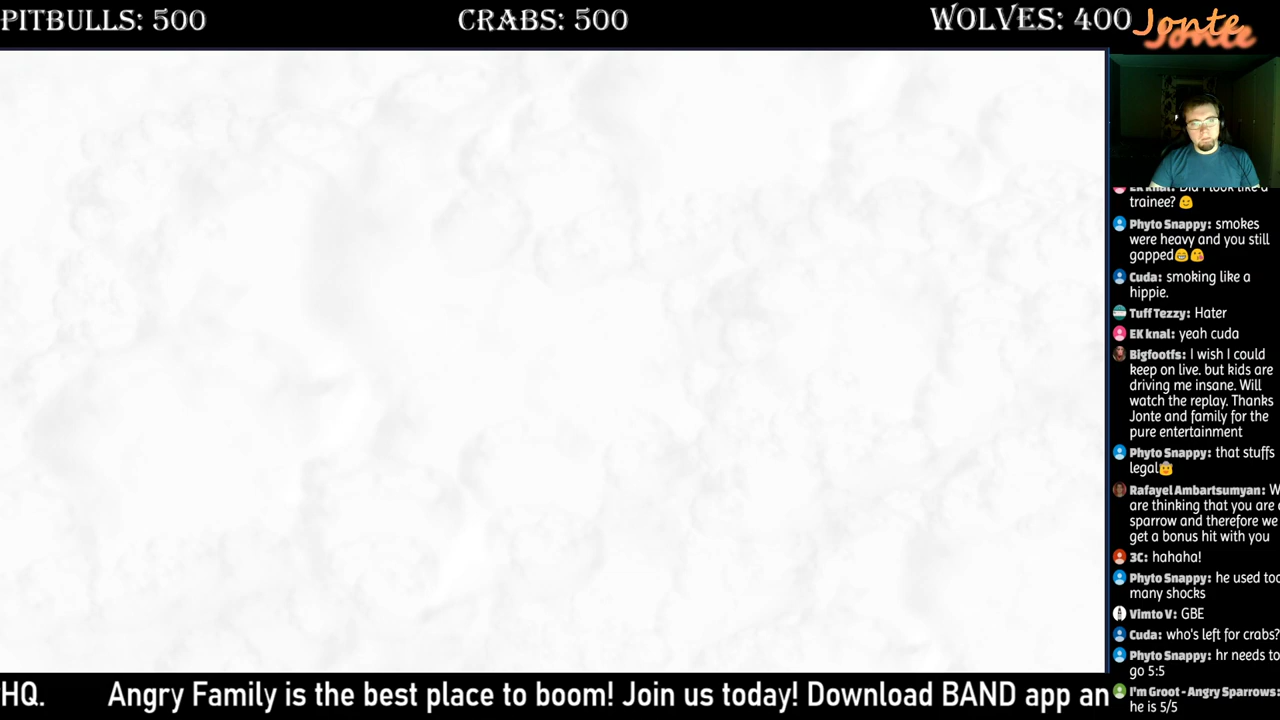 PITBULLS: 500
CRABS: 500
WOLVES: 400
Jonte
Jonte
EK knal: Did I look like a
trainee?
Phyto Snappy: smokes
were heavy and you still
gapped
Cuda: smoking like a
hippie.
Tuff Tezzy: Hater
EK knal: yeah cuda
Bigfootfs: I wish I could
keep on live. but kids are
driving me insane. Will
watch the replay. Thanks
Jonte and family for the
pure entertainment
Phyto Snappy: that stuffs
legal
Rafayel Ambartsumyan: W
are thinking that you are
sparrow and therefore we
get a bonus hit with you
3C: hahaha!
Phyto Snappy: he used too
many shocks
Vimto V: GBE
Cuda: who's left for crabs?
Phyto Snappy: hr needs to
go 5:5
I'm Groot - Angry Sparrows:
he is 5/5
HQ. Angry Family is the best place to boom! Join us today! Download BAND app an